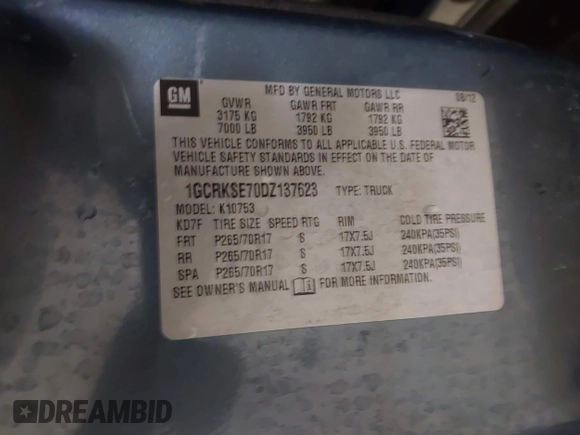 GM
MFD BY GENERAL MOTORS LLC
08/12
GVWR GAWR FRT GAWR RR
3175 KG 1792 KG 1792 KG
7000 LB 3950 LB 3950 LB
THIS VEHICLE CONFORMS TO ALL APPLICABLE U.S. FEDERAL MOTOR
VEHICLE SAFETY STANDARDS IN EFFECT ON THE DATE OF
MANUFACTURE SHOWN ABOVE.
1GCRKSE70DZ137623 TYPE: TRUCK
MODEL: K10753
KD7F TIRE SIZE SPEED RTG RIM COLD TIRE PRESSURE
FRT P265/70R17 S 17X7.5J 240KPA(35PSI)
RR P265/70R17 S 17X7.5J 240KPA(35PSI)
SPA P265/70R17 S 17X7.5J 240KPA(35PSI)
SEE OWNER'S MANUAL FOR MORE INFORMATION.
DREAMBID